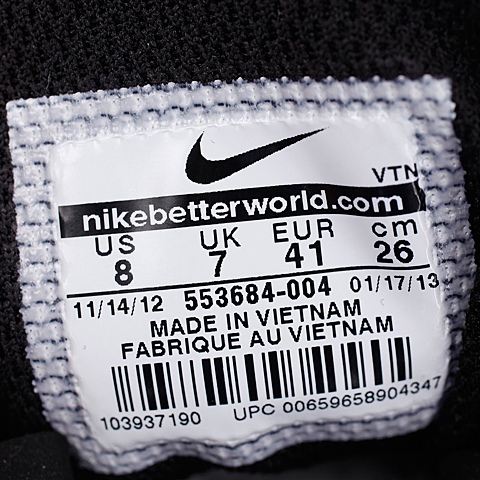 VTN
nikebetterworld.com
US UK EUR cm
8 7 41 26
11/14/12 553684-004 01/17/13
MADE IN VIETNAM
FABRIQUE AU VIETNAM
103937190 UPC 00659658904347